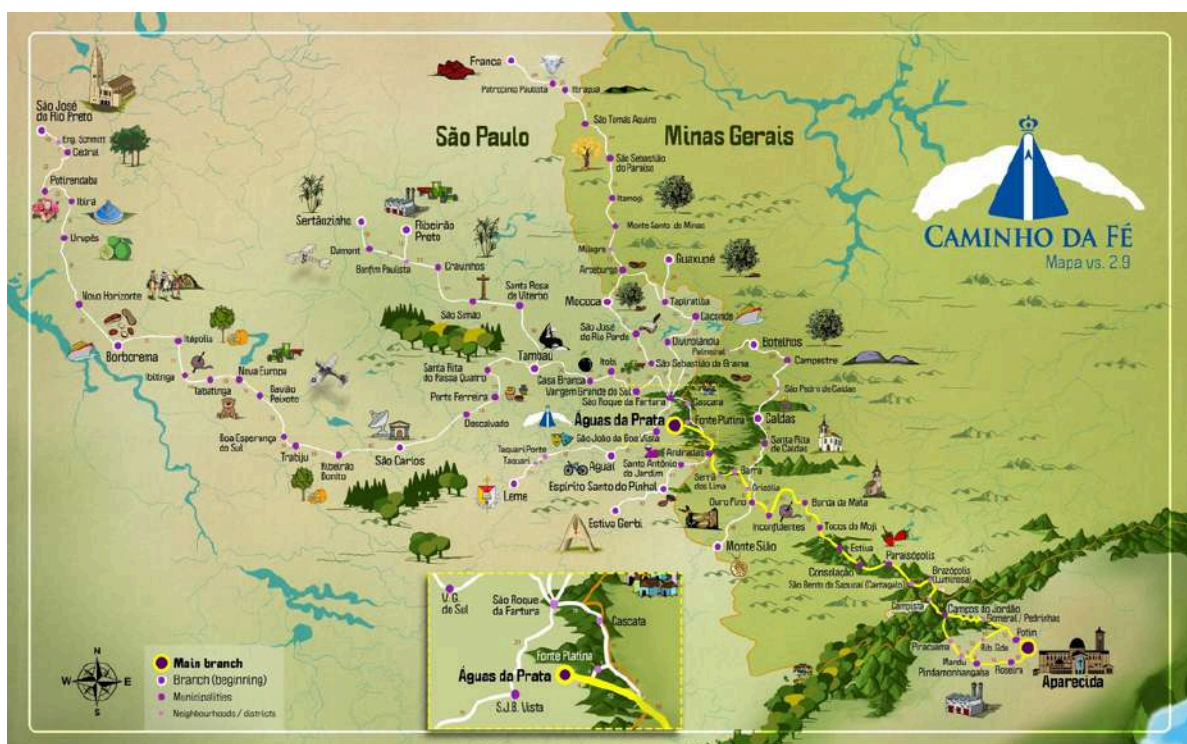 Franca
Patrocínio Paulista
Itirapuã
São José
do Rio Preto
Eng. Schmitt
Cedral
São Tomás Aquino
São Paulo
Minas Gerais
São Sebastião
do Paraíso
Potirendaba
Ibirá
Itamogi
Sertãozinho
Ribeirão
Preto
Urupês
Dumont
Monte Santo de Minas
CAMINHO DA FÉ
Mapa vs. 2.9
Bonfim Paulista
Cravinhos
Milagre
Guaxupé
Arceburgo
Santa Rosa
de Viterbo
Novo Horizonte
Mococa
Tapiratiba
Caconde
São Simão
São José
do Rio Pardo
Divinolândia
Itápolis
Borborema
Tambaú
Botelhos
Campestre
Santa Rita
do Passa Quatro
Itobi
São Sebastião da Grama
Ibitinga
Nova Europa
Tabatinga
Casa Branca
Vargem Grande do Sul
São Pedro de Caldas
Gavião
Peixoto
Porto Ferreira
São Roque da Fartura
Cascata
Águas da Prata
Fonte Platina
Caldas
Descalvado
Boa Esperança
do Sul
São João da Boa Vista
Trabiju
São Carlos
Taquari Ponte
Taquari
Andradas
Santa Rita
de Caldas
Ribeirão
Bonito
Aguaí
Santo Antônio
do Jardim
Serra
dos Lima
Barra
Crisólia
Leme
Espírito Santo do Pinhal
Ouro Fino
Borda da Mata
Estiva Gerbi
Inconfidentes
Tocos do Moji
Monte Sião
Estiva
Paraisópolis
Consolação
Brazópolis
(Luminosa)
São Bento do Sapucaí (Cantagalo)
Campista
Campos do Jordão
Gomeral / Pedrinhas
Piracuama
Rib. Gde
Potim
Mandu
Pindamonhangaba
Roseira
Aparecida
V. G.
do Sul
São Roque
da Fartura
Cascata
Fonte Platina
Águas da Prata
S.J.B. Vista
N
W
E
S
Main branch
Branch (beginning)
Municipalities
Neighbourhoods / districts